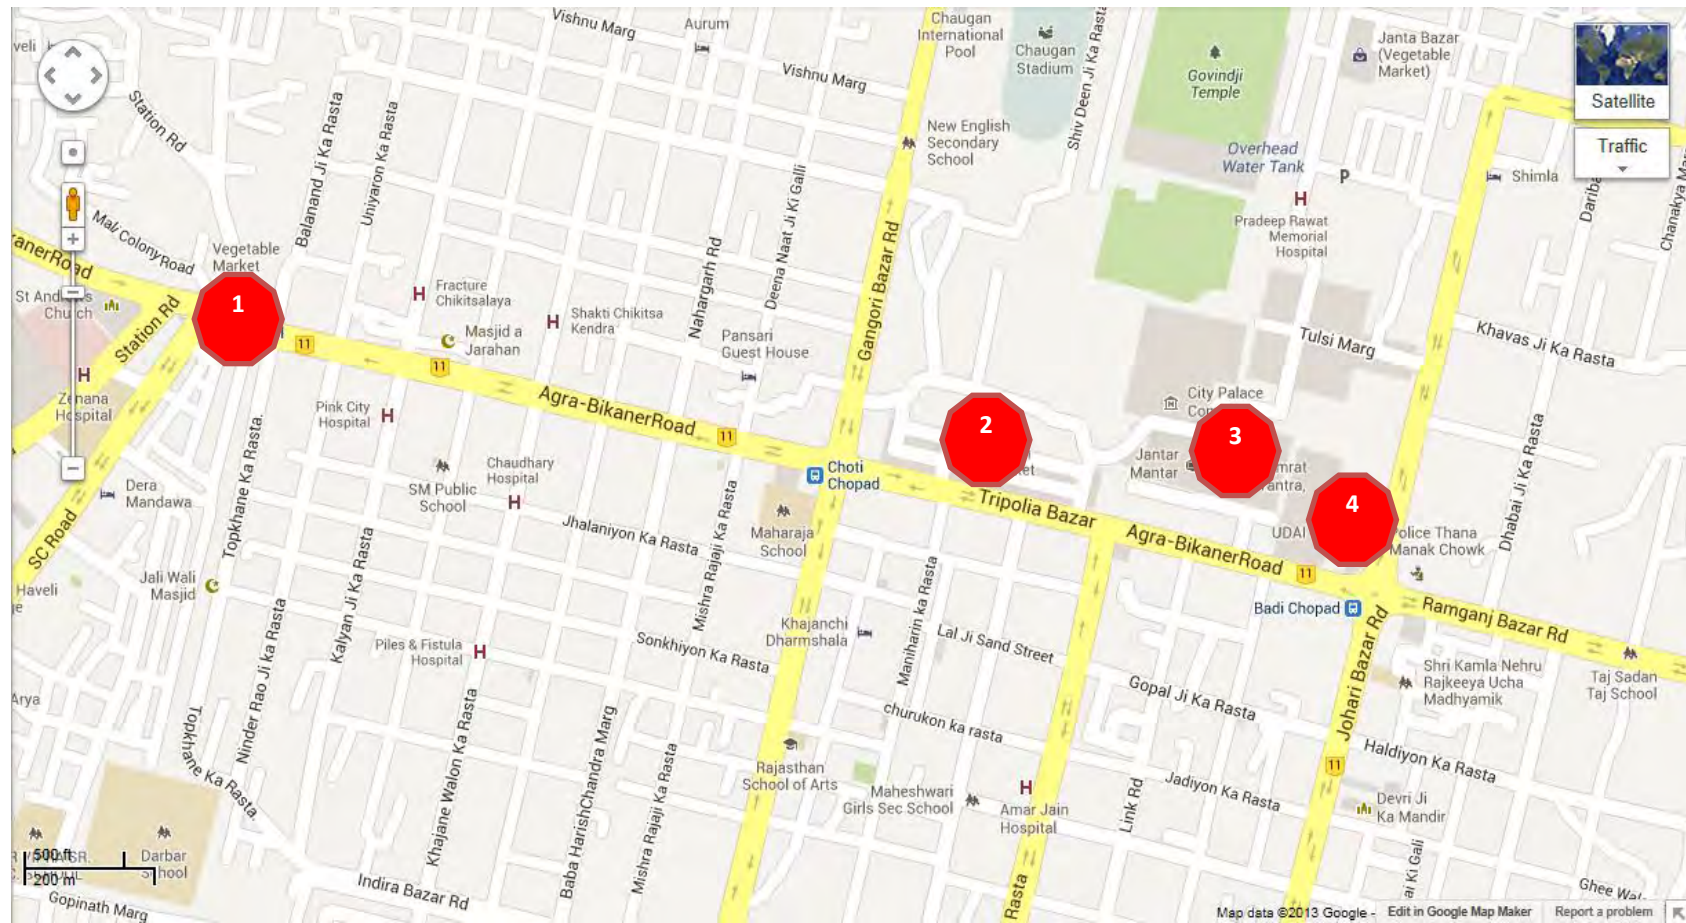 Vishnu Marg
Aurum
Chaugan
International
Pool
Chaugan
Stadium
Shiv Deen Ji Ka Rasta
Govindji
Temple
Janta Bazar
(Vegetable
Market)
Satellite
Traffic
Vishnu Marg
Station Rd
Balanand Ji Ka Rasta
Uniyaron Ka Rasta
New English
Secondary
School
Overhead
Water Tank
P
Shimla
Chanakya
Deena Naat Ji Ki Galli
Pradeep Rawat
Memorial
Hospital
Road
Vegetable
Market
Nahargarh Rd
Gangori Bazar Rd
St
Church
Station Rd
1
Fracture
Chikitsalaya
Shakti Chikitsa
Kendra
Masjid a
Jarahan
Pansari
Guest House
Tulsi Marg
Khavas Ji Ka Rasta
11
11
Zenana
Hospital
Pink City
Hospital
Agra-BikanerRoad
11
2
City Palace
3
Jantar
Mantar
Dera
Mandawa
SM Public
School
Chaudhary
Hospital
Choti
Chopad
Tripolia Bazar
4
UDAI
Police Thana
Manak Chowk
Dhabai Ji Ka Rasta
SC Road
Topkhane Ka Rasta
Jhalaniyon Ka Rasta
Maharaja
School
Agra-BikanerRoad
11
Haveli
Jali Wali
Masjid
Kalyan Ji Ka Rasta
Mishra Rajaji Ka Rasta
Badi Chopad
Ramganj Bazar Rd
Piles & Fistula
Hospital
Sonkhiyon Ka Rasta
Khajanchi
Dharmshala
Maniharin ka Rasta
Lal Ji Sand Street
Shri Kamla Nehru
Rajkeeya Ucha
Madhyamik
Taj Sadan
Taj School
Arya
Ninder Rao Ji ka Rasta
Gopal Ji Ka Rasta
Johari Bazar Rd
Topkhane Ka Rasta
Khajane Walon Ka Rasta
Baba HarishChandra Marg
Mishra Rajaji Ka Rasta
churukon ka rasta
Haldiyon Ka Rasta
11
Rajasthan
School of Arts
Maheshwari
Girls Sec School
Amar Jain
Hospital
Link Rd
Jadiyon Ka Rasta
Devri Ji
Ka Mandir
500 ft
200 m
Darbar
School
Indira Bazar Rd
Gopinath Marg
Rasta
ai Ki Gali
Map data ©2013 Google -
Edit in Google Map Maker
Report a problem